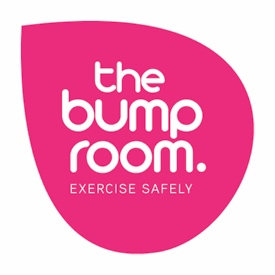 the
bump
room.
EXERCISE SAFELY